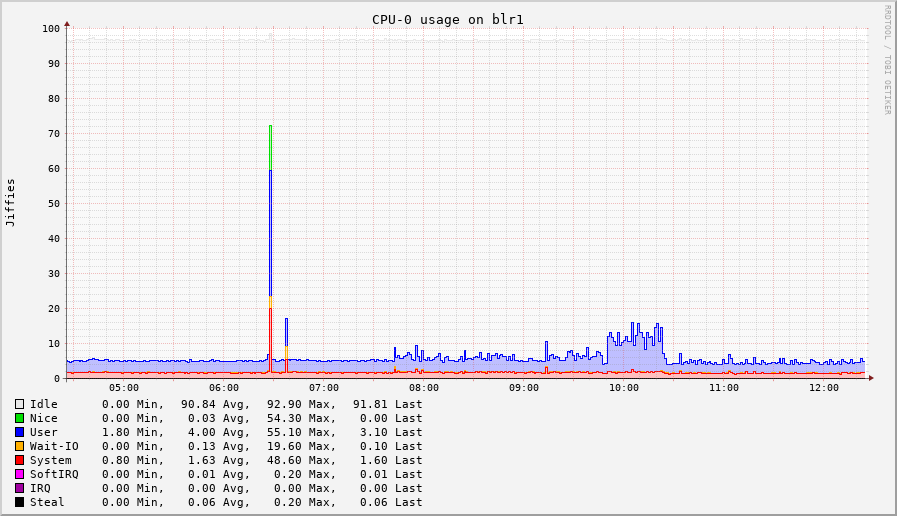 CPU-0 usage on blr1
RRDTOOL / TOBI OETIKER
Jiffies
100
90
80
70
60
50
40
30
20
10
0
05:00 06:00 07:00 08:00 09:00 10:00 11:00 12:00
Idle 0.00 Min, 90.84 Avg, 92.90 Max, 91.81 Last
Nice 0.00 Min, 0.03 Avg, 54.30 Max, 0.00 Last
User 1.80 Min, 4.00 Avg, 55.10 Max, 3.10 Last
Wait-IO 0.00 Min, 0.13 Avg, 19.60 Max, 0.10 Last
System 0.80 Min, 1.63 Avg, 48.60 Max, 1.60 Last
SoftIRQ 0.00 Min, 0.01 Avg, 0.20 Max, 0.01 Last
IRQ 0.00 Min, 0.00 Avg, 0.00 Max, 0.00 Last
Steal 0.00 Min, 0.06 Avg, 0.20 Max, 0.06 Last